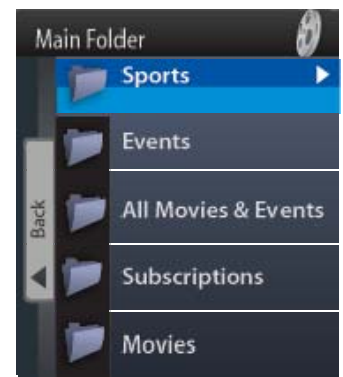 Main Folder
Sports
Events
All Movies & Events
Subscriptions
Movies
Back